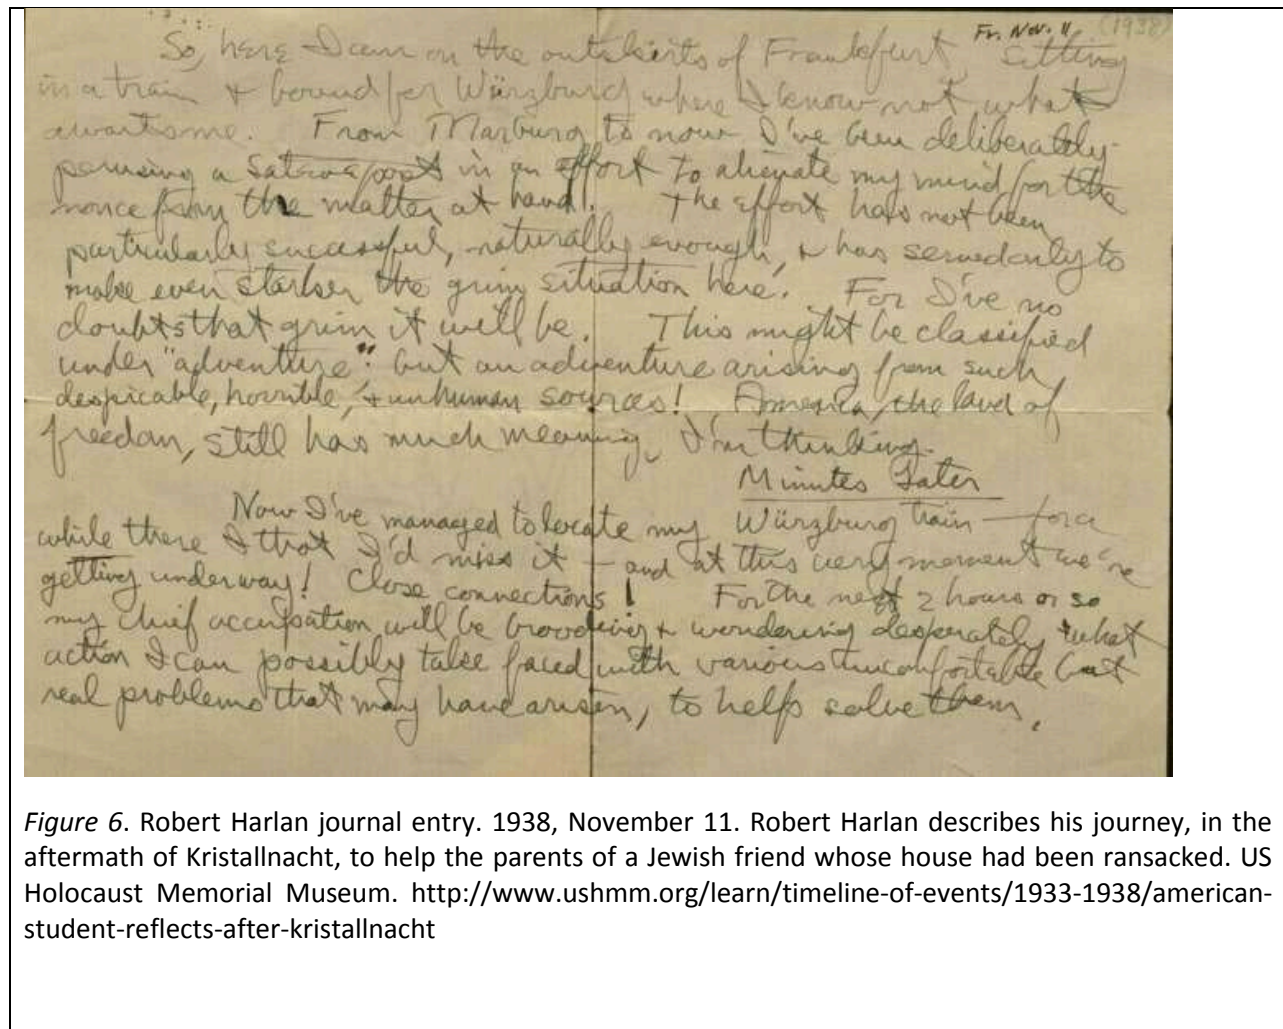 Fr. Nov. 11 (1938)
So, here I am on the outskirts of Frankfurt, sitting
in a train & bound for Würzburg where I know not what
awaits me. From Marburg to now I've been deliberately
perusing a Satevepost in an effort to alienate my mind for the
nonce from the matter at hand. The effort has not been
particularly successful, naturally enough, & has served only to
make even starker the grim situation here. For I've no
doubts that grim it will be. This might be classified
under "adventure" but an adventure arising from such
despicable, horrible, & unhuman sources! America, the land of
freedom, still has much meaning, I'm thinking.
Minutes Later
Now I've managed to locate my Würzburg train — for a
while there I that I'd miss it — and at this very moment we're
getting underway! Close connections! For the next 2 hours or so
my chief occupation will be brooding & wondering desperately what
action I can possibly take faced with various uncomfortable but
real problems that may have arisen, to help solve them.
Figure 6. Robert Harlan journal entry. 1938, November 11. Robert Harlan describes his journey, in the
aftermath of Kristallnacht, to help the parents of a Jewish friend whose house had been ransacked. US
Holocaust Memorial Museum. http://www.ushmm.org/learn/timeline-of-events/1933-1938/american-
student-reflects-after-kristallnacht